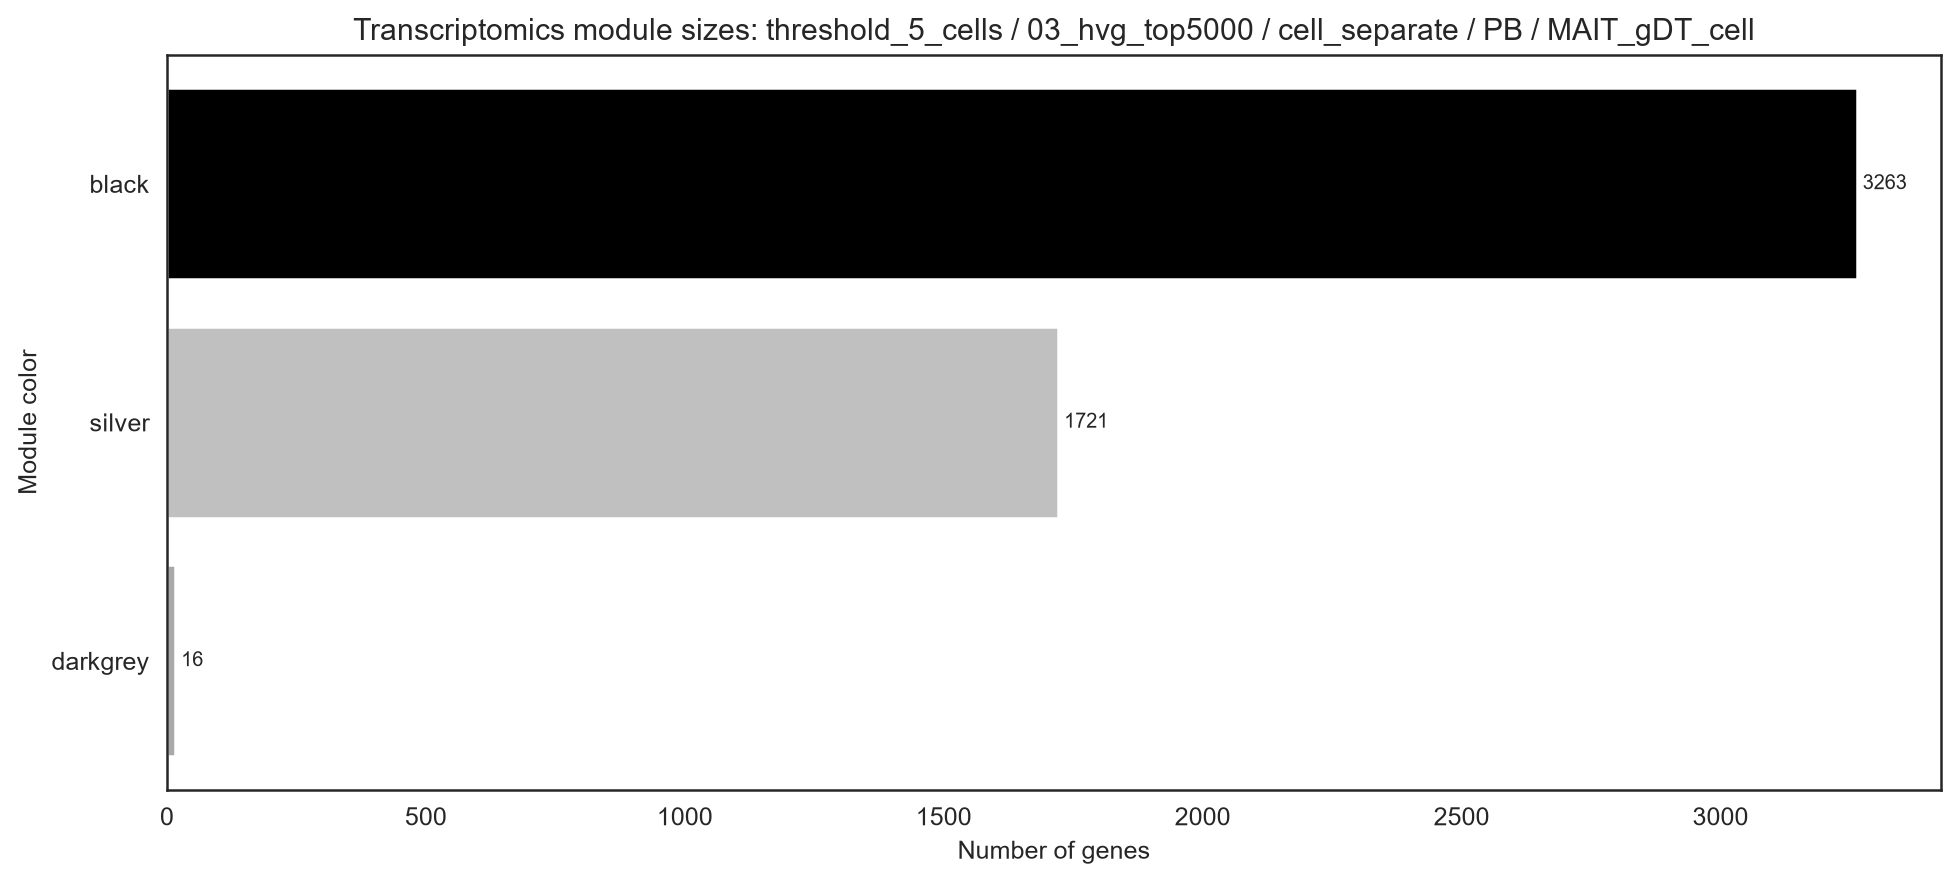 Transcriptomics module sizes: threshold_5_cells / 03_hvg_top5000 / cell_separate / PB / MAIT_gDT_cell
Module color
black
3263
silver
1721
darkgrey
16
0 500 1000 1500 2000 2500 3000
Number of genes